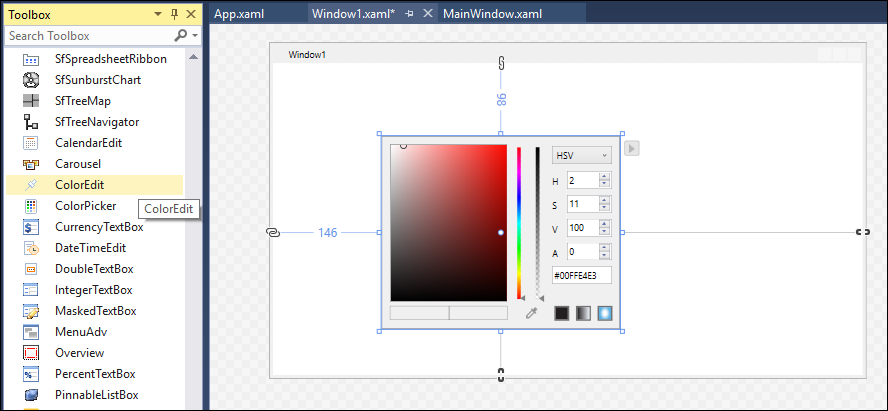 Toolbox
Search Toolbox
SfSpreadsheetRibbon
SfSunburstChart
SfTreeMap
SfTreeNavigator
CalendarEdit
Carousel
ColorEdit
ColorPicker
ColorEdit
CurrencyTextBox
DateTimeEdit
DoubleTextBox
IntegerTextBox
MaskedTextBox
MenuAdv
Overview
PercentTextBox
PinnableListBox
App.xaml
Window1.xaml*
MainWindow.xaml
Window1
98
146
HSV
H 2
S 11
V 100
A 0
#00FFE4E3